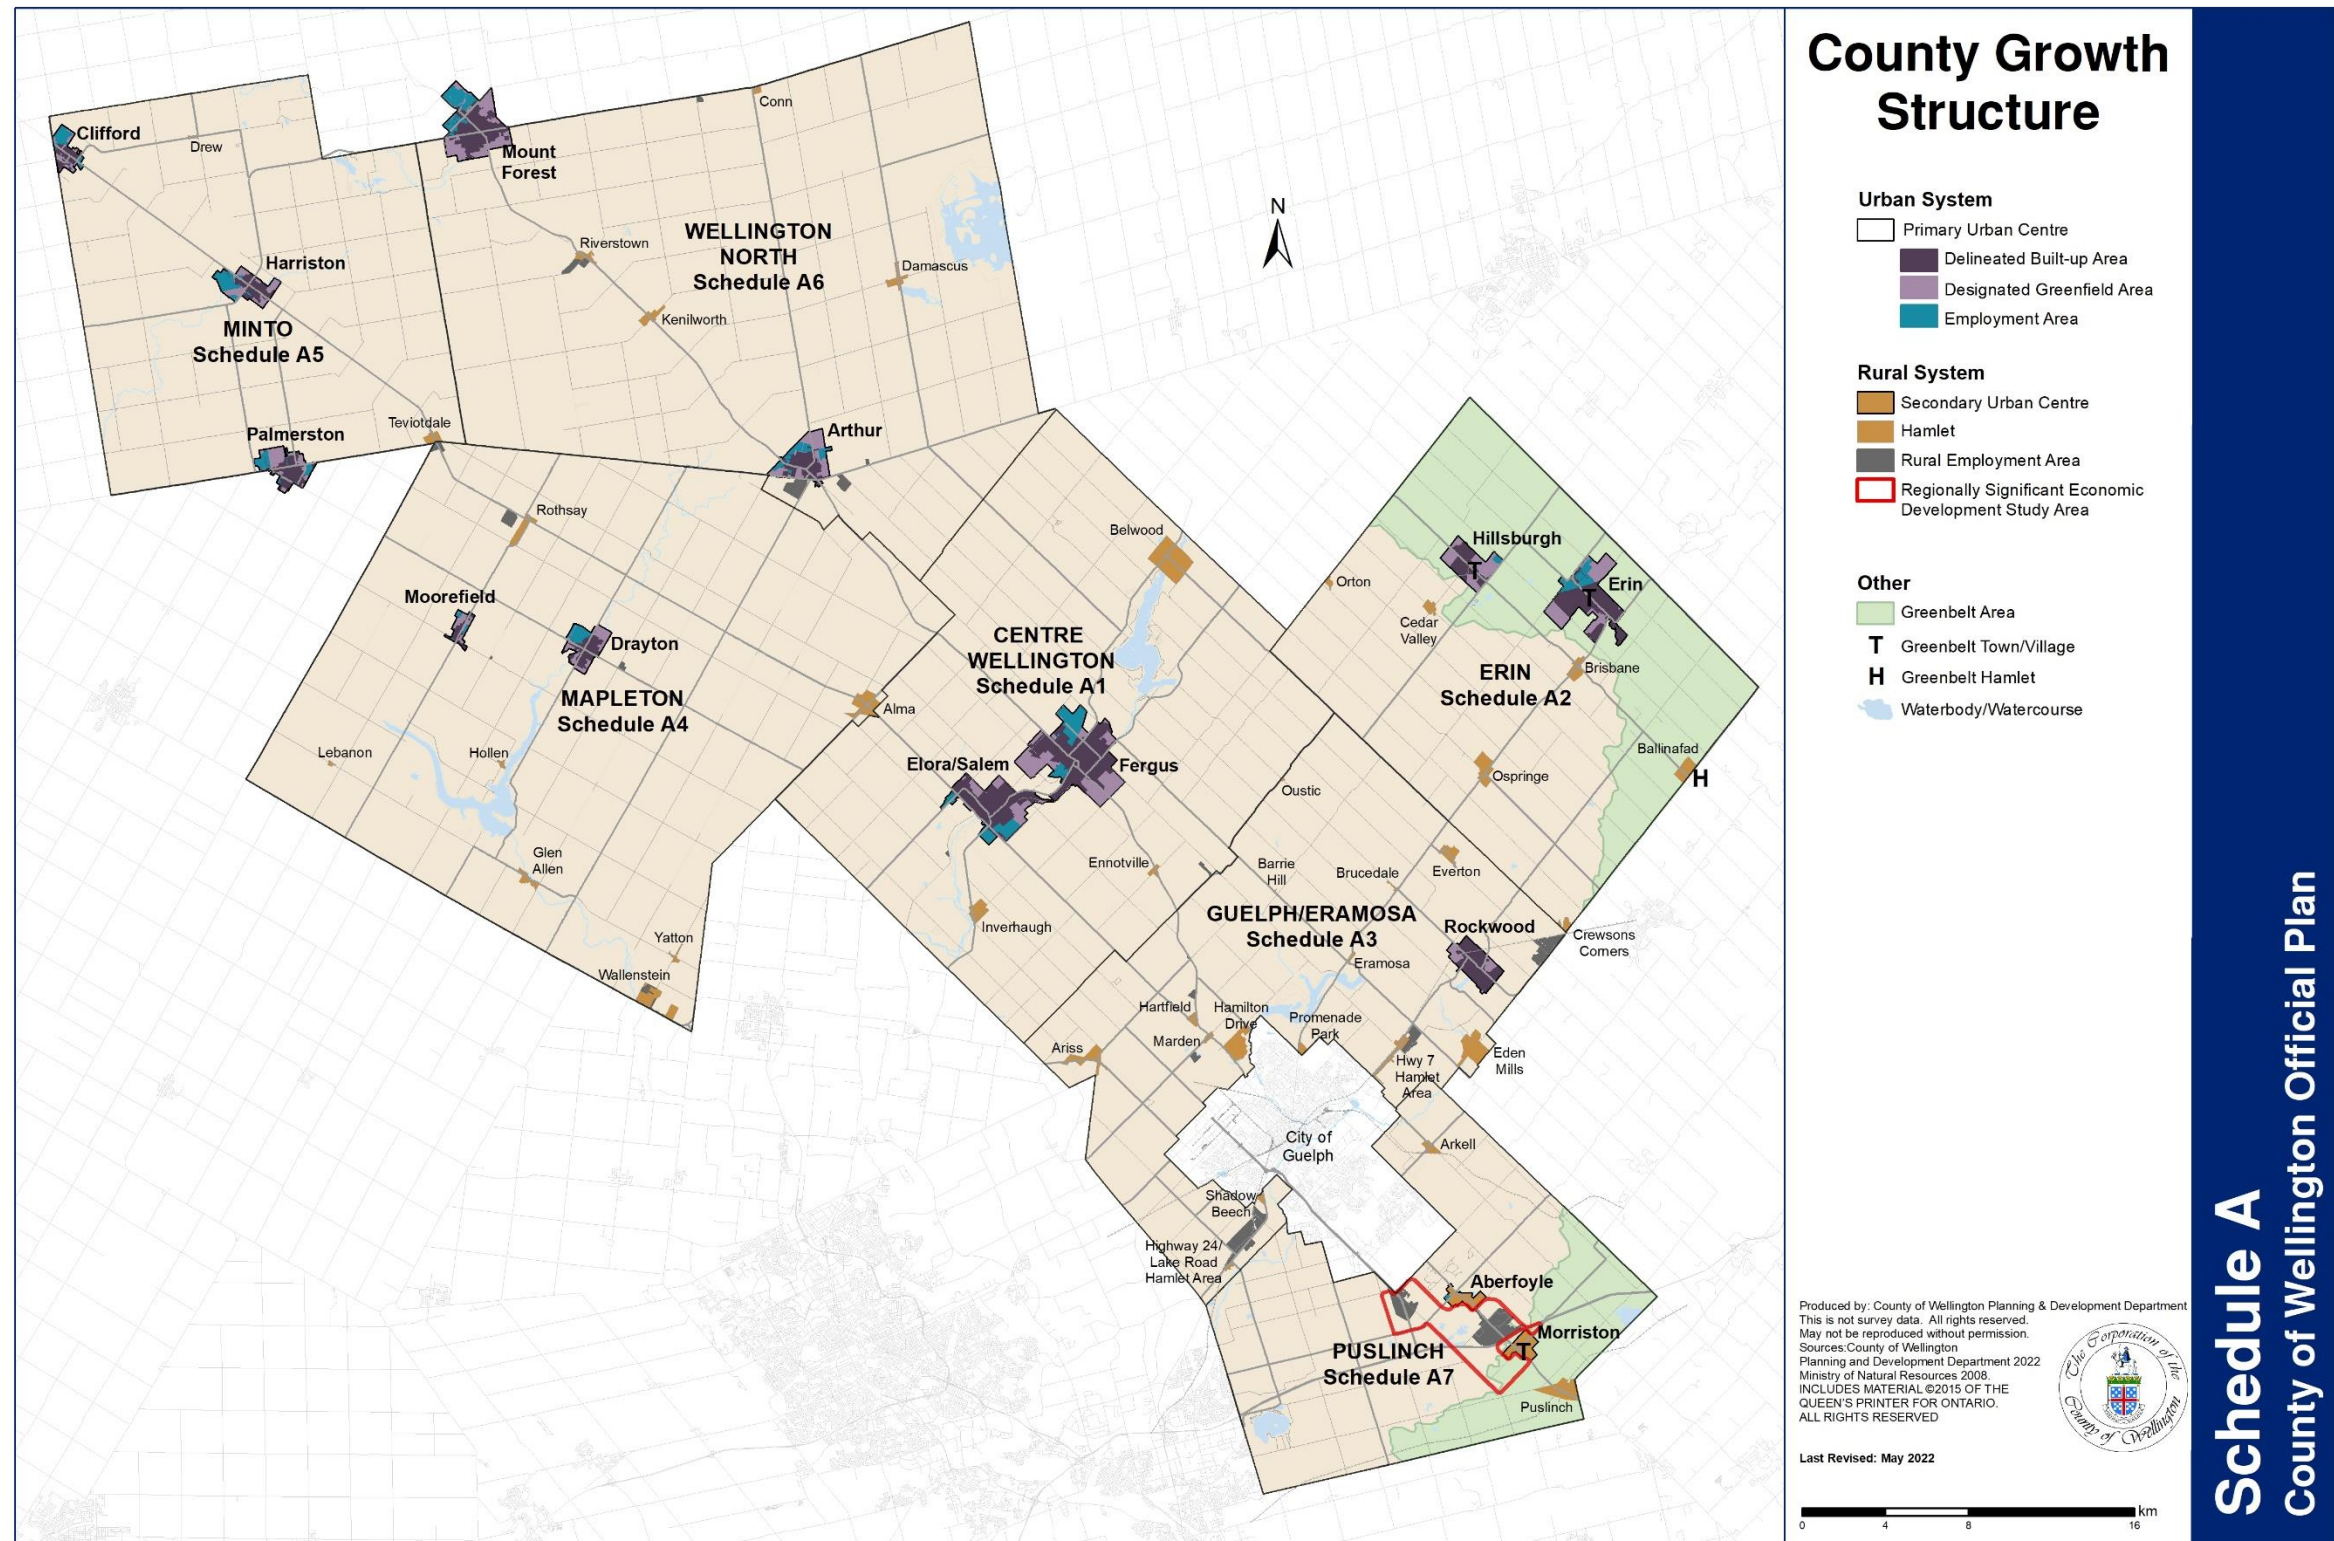 County Growth
Structure
Urban System
Primary Urban Centre
Delineated Built-up Area
Designated Greenfield Area
Employment Area
Rural System
Secondary Urban Centre
Hamlet
Rural Employment Area
Regionally Significant Economic
Development Study Area
Other
Greenbelt Area
T Greenbelt Town/Village
H Greenbelt Hamlet
Waterbody/Watercourse
Produced by: County of Wellington Planning & Development Department
This is not survey data. All rights reserved.
May not be reproduced without permission.
Sources:County of Wellington
Planning and Development Department 2022
Ministry of Natural Resources 2008.
INCLUDES MATERIAL ©2015 OF THE
QUEEN'S PRINTER FOR ONTARIO.
ALL RIGHTS RESERVED
The Corporation of the
County of Wellington
Last Revised: May 2022
0 4 8 16 km
Schedule A
County of Wellington Official Plan
N
Clifford
Drew
Mount
Forest
Conn
WELLINGTON
NORTH
Schedule A6
Riverstown
Damascus
Kenilworth
Harriston
MINTO
Schedule A5
Teviotdale
Palmerston
Arthur
Rothsay
Moorefield
Drayton
MAPLETON
Schedule A4
Lebanon
Hollen
Glen
Allen
Yatton
Wallenstein
Alma
Belwood
CENTRE
WELLINGTON
Schedule A1
Elora/Salem
Fergus
Ennotville
Inverhaugh
Hillsburgh
T
Erin
T
Orton
Cedar
Valley
ERIN
Schedule A2
Brisbane
Ballinafad
H
Ospringe
Oustic
Barrie
Hill
Brucedale
Everton
GUELPH/ERAMOSA
Schedule A3
Rockwood
Crewsons
Corners
Eramosa
Hartfield
Hamilton
Drive
Promenade
Park
Marden
Ariss
Hwy 7
Hamlet
Area
Eden
Mills
City of
Guelph
Arkell
Shadow
Beech
Highway 24/
Lake Road
Hamlet Area
Aberfoyle
Morriston
T
PUSLINCH
Schedule A7
Puslinch